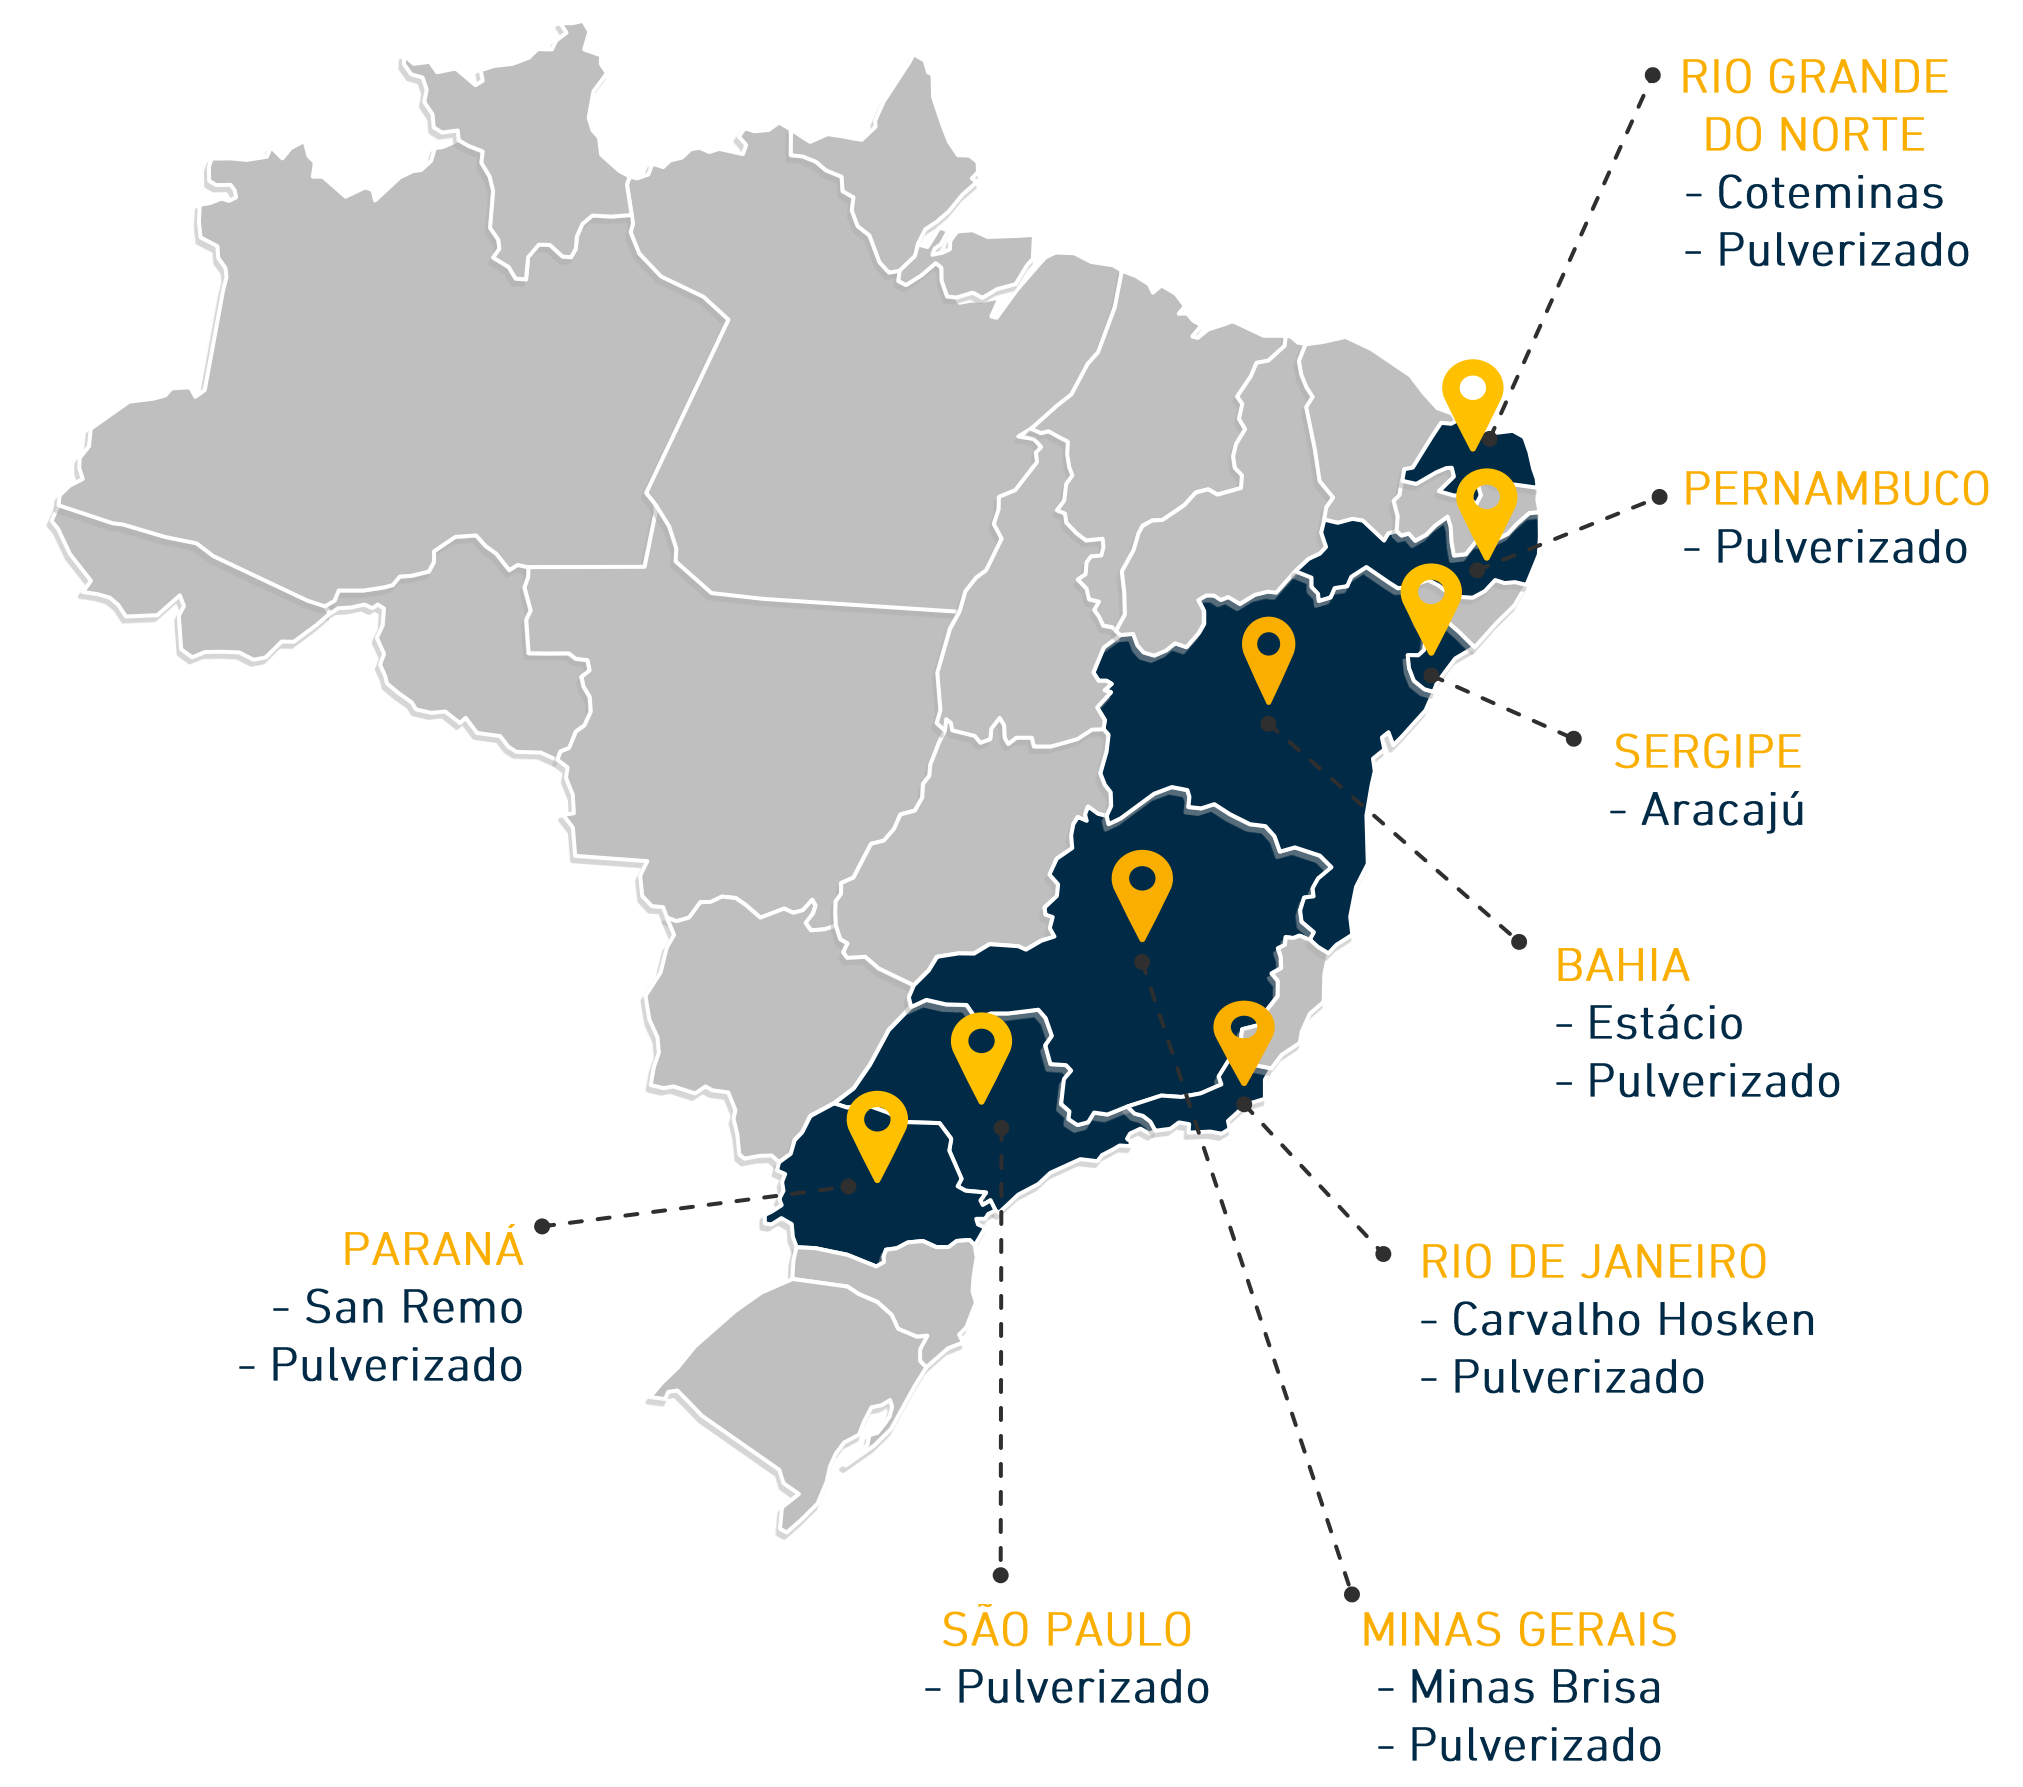 RIO GRANDE
DO NORTE
- Coteminas
- Pulverizado
PERNAMBUCO
- Pulverizado
SERGIPE
- Aracajú
BAHIA
- Estácio
- Pulverizado
PARANÁ
- San Remo
- Pulverizado
RIO DE JANEIRO
- Carvalho Hosken
- Pulverizado
SÃO PAULO
- Pulverizado
MINAS GERAIS
- Minas Brisa
- Pulverizado